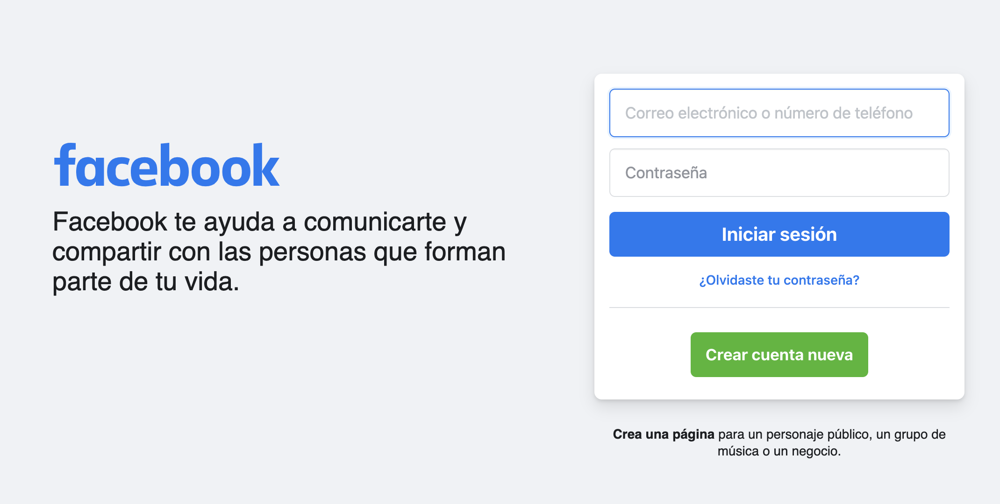 facebook
Facebook te ayuda a comunicarte y
compartir con las personas que forman
parte de tu vida.
Correo electrónico o número de teléfono
Contraseña
Iniciar sesión
¿Olvidaste tu contraseña?
Crear cuenta nueva
Crea una página para un personaje público, un grupo de
música o un negocio.